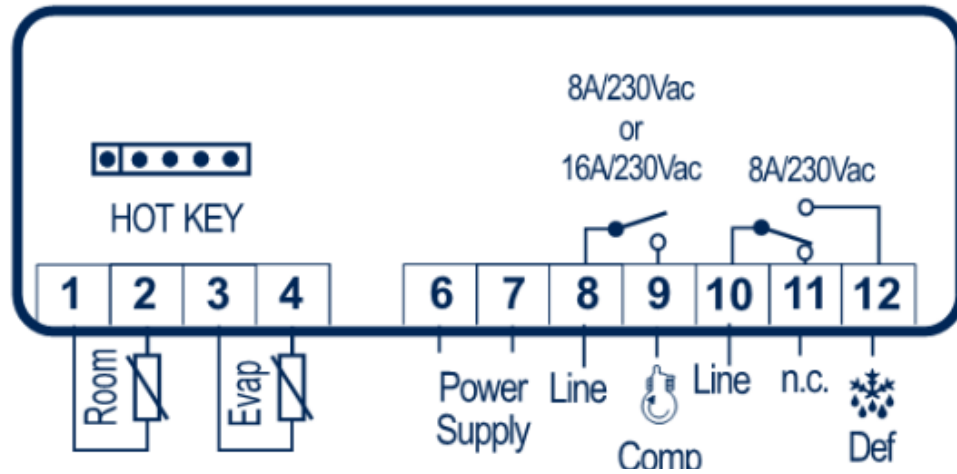 8A/230Vac
or
16A/230Vac
8A/230Vac
HOT KEY
1 2 3 4 6 7 8 9 10 11 12
Room
Evap
Power
Supply
Line
Comp
Line
n.c.
Def